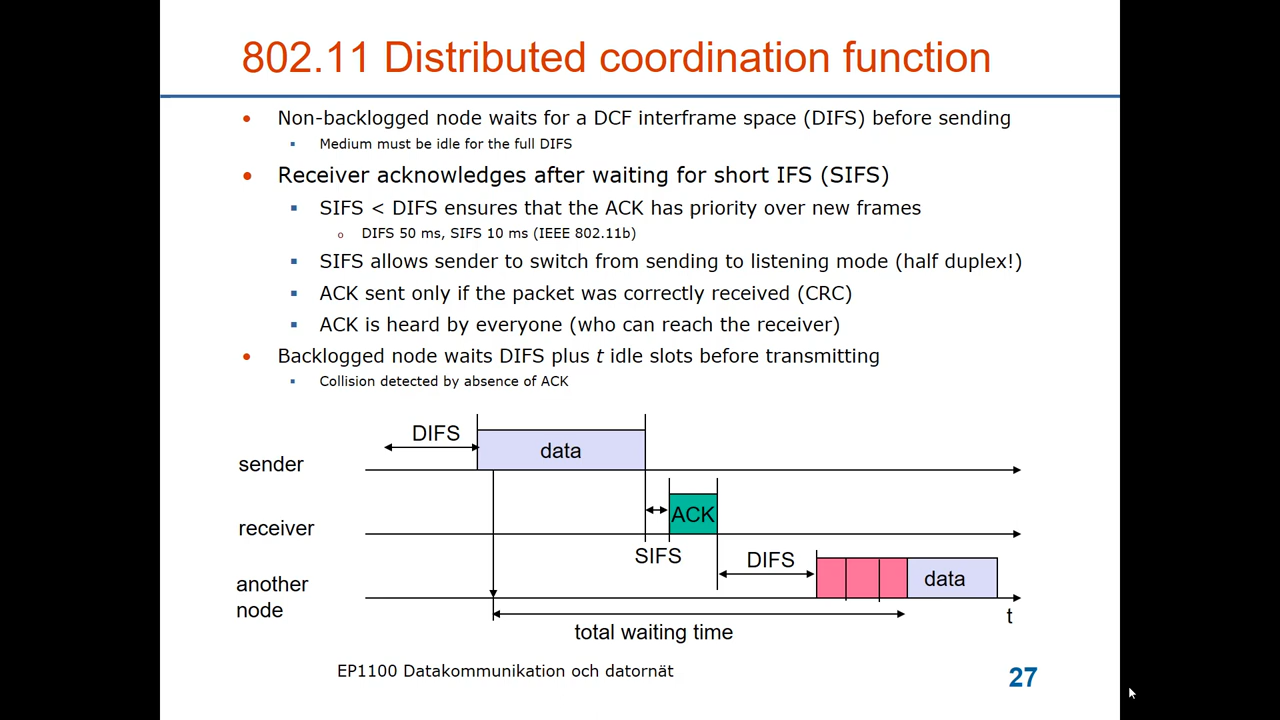 802.11 Distributed coordination function
• Non-backlogged node waits for a DCF interframe space (DIFS) before sending
▪ Medium must be idle for the full DIFS
• Receiver acknowledges after waiting for short IFS (SIFS)
▪ SIFS < DIFS ensures that the ACK has priority over new frames
o DIFS 50 ms, SIFS 10 ms (IEEE 802.11b)
▪ SIFS allows sender to switch from sending to listening mode (half duplex!)
▪ ACK sent only if the packet was correctly received (CRC)
▪ ACK is heard by everyone (who can reach the receiver)
• Backlogged node waits DIFS plus t idle slots before transmitting
▪ Collision detected by absence of ACK
DIFS
data
sender
ACK
receiver
SIFS
DIFS
another
node
data
t
total waiting time
EP1100 Datakommunikation och datornät
27